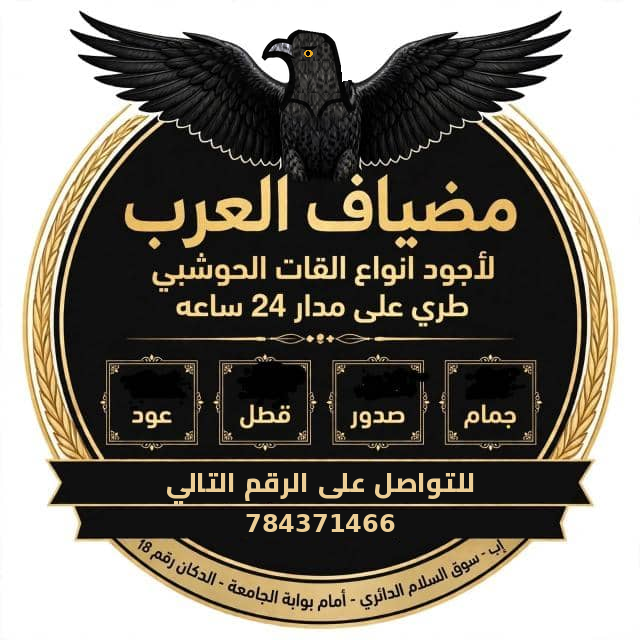 مضياف العرب
لأجود انواع القات الحوشبي
طري على مدار 24 ساعه
جمام
صدور
قطل
عود
للتواصل على الرقم التالي
784371466
إب - سوق السلام الدائري - أمام بوابة الجامعة - الدكان رقم 18